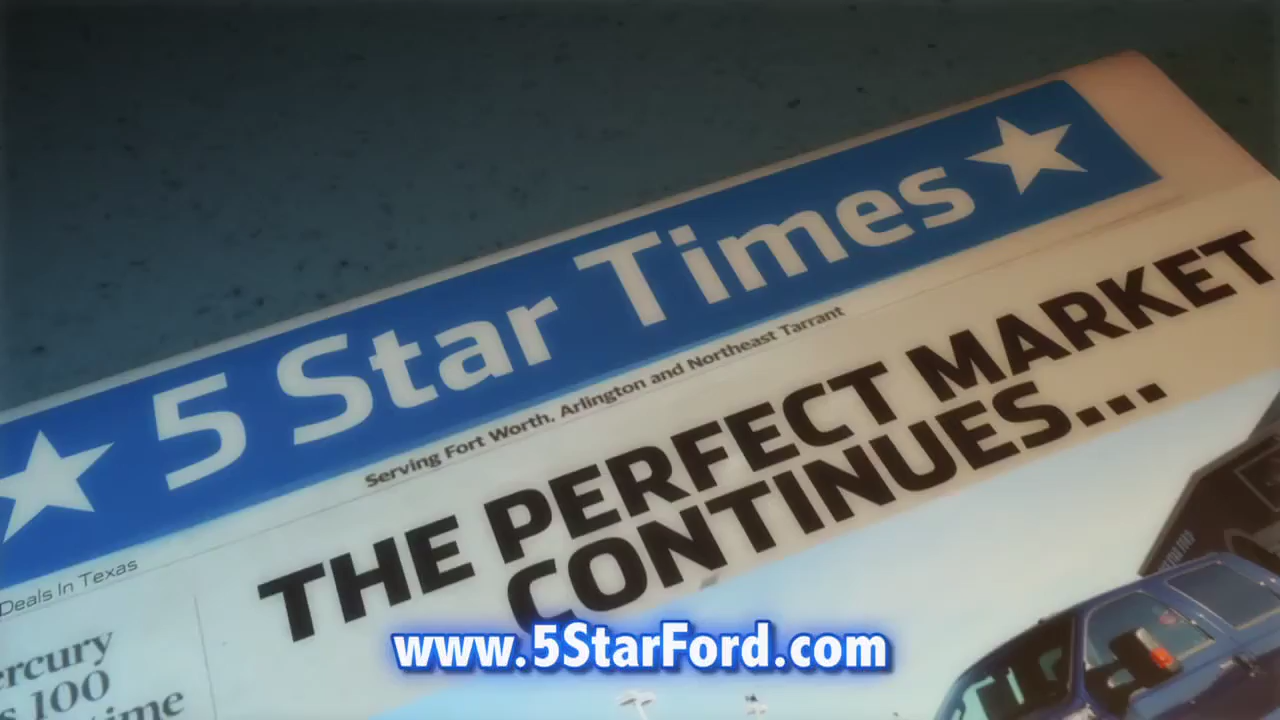 5 Star Times
Serving Fort Worth, Arlington and Northeast Tarrant
THE PERFECT MARKET
CONTINUES...
Deals In Texas
100
www.5StarFord.com